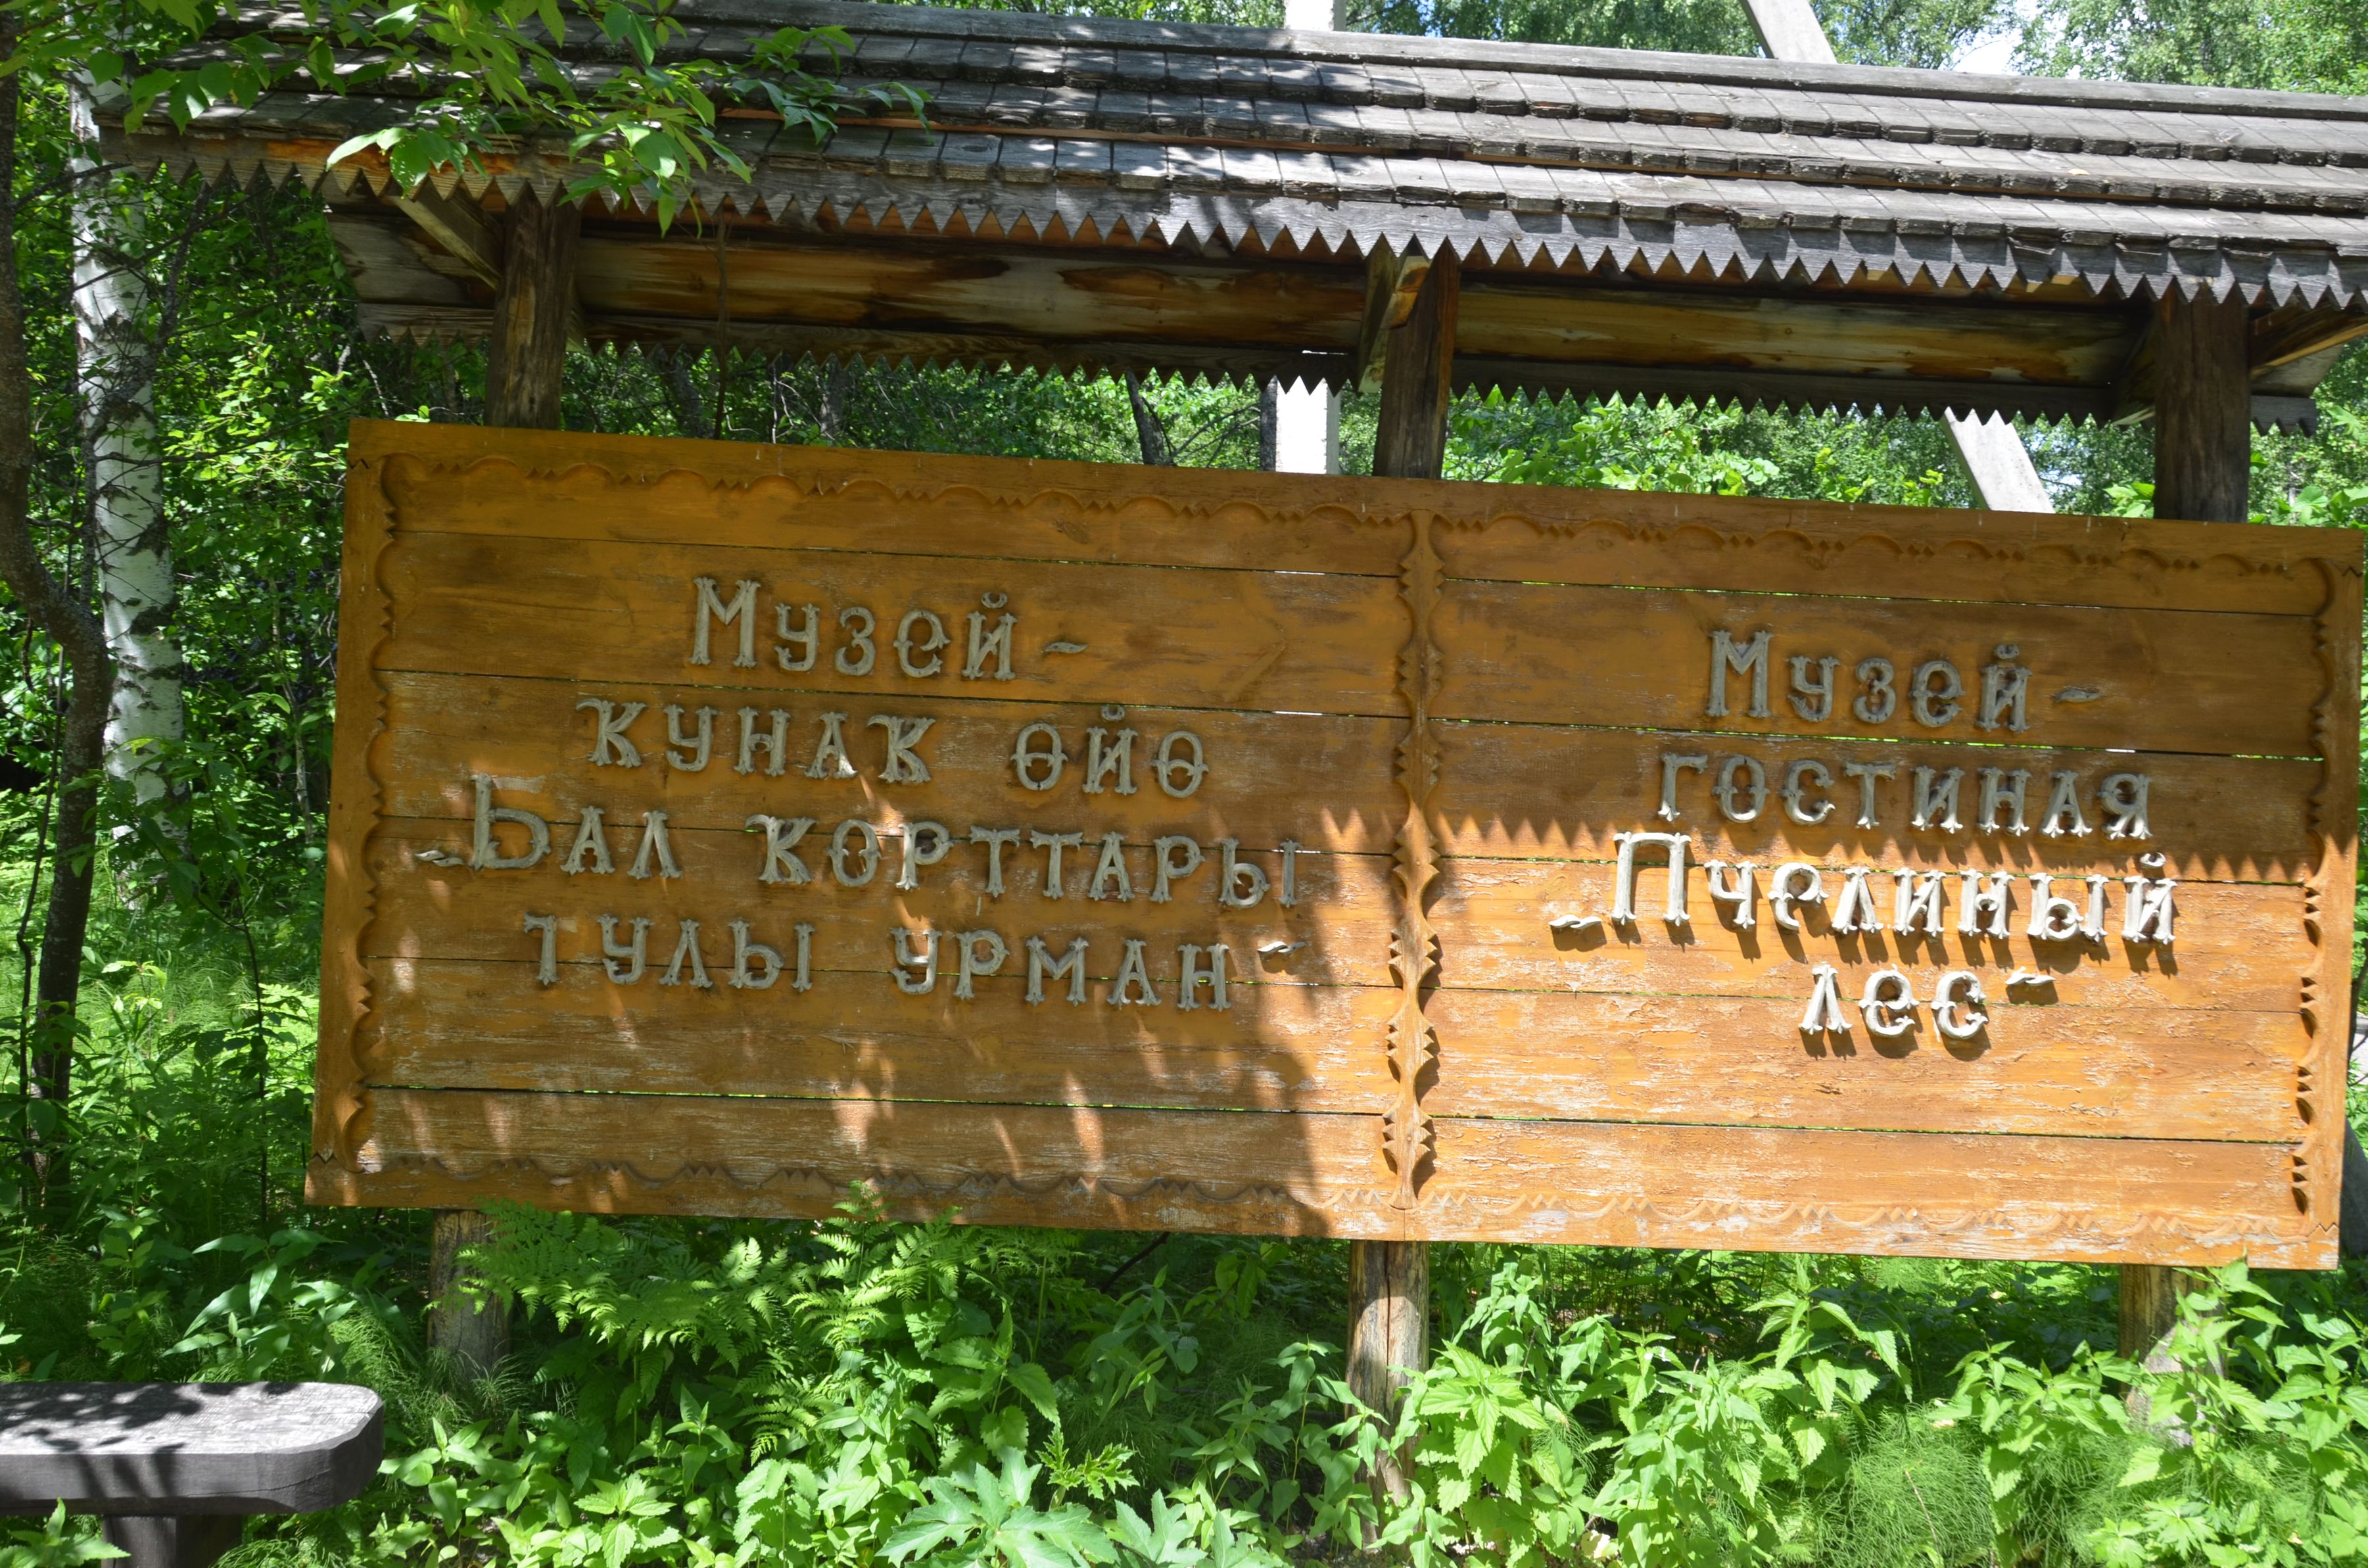 Музей-
кунак өйө
„Бал корттары
тулы урман"
Музей-
гостиная
„Пчелиный
лес"